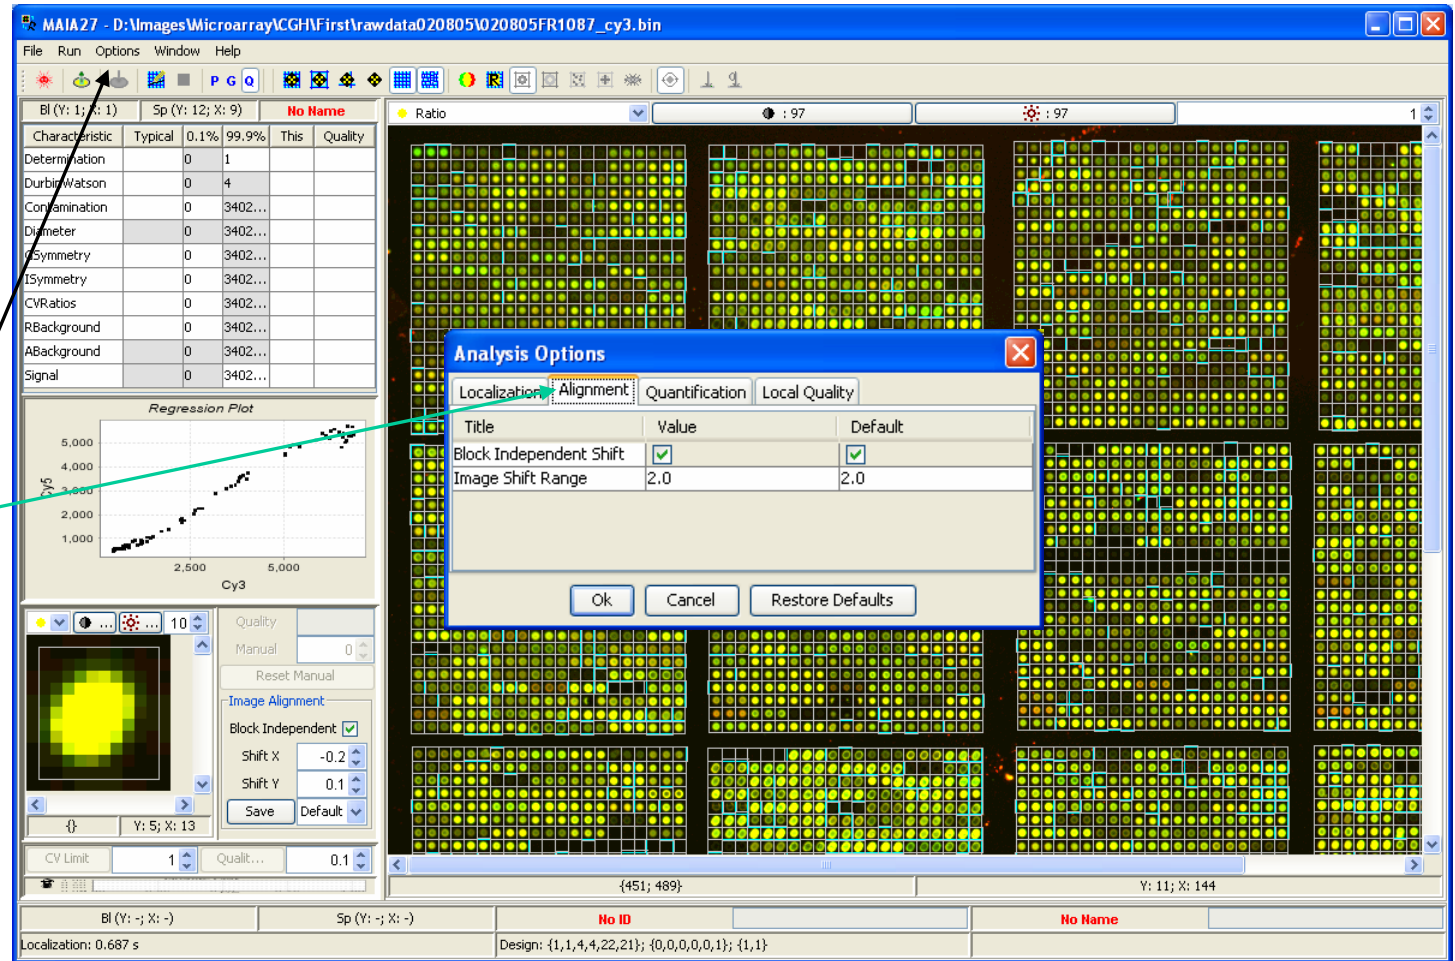 MAIA27 - D:\Images\Microarray\CGH\First\rawdata020805\020805FR1087_cy3.bin
File Run Options Window Help
P G Q
Bl (Y: 1; X: 1) Sp (Y: 12; X: 9) No Name
Characteristic Typical 0.1% 99.9% This Quality
Determination 0 1
DurbinWatson 0 4
Contamination 0 3402...
Diameter 0 3402...
GSymmetry 0 3402...
ISymmetry 0 3402...
CVRatios 0 3402...
RBackground 0 3402...
ABackground 0 3402...
Signal 0 3402...
Regression Plot
5,000
4,000
3,000
2,000
1,000
Cy5
2,500 5,000
Cy3
... ... 10
{} Y: 5; X: 13
Quality
Manual 0
Reset Manual
Image Alignment
Block Independent
Shift X -0.2
Shift Y 0.1
Save Default
CV Limit 1 Qualit... 0.1
Ratio : 97 : 97 1
Analysis Options
Localization Alignment Quantification Local Quality
Title Value Default
Block Independent Shift
Image Shift Range 2.0 2.0
Ok Cancel Restore Defaults
{451; 489} Y: 11; X: 144
Bl (Y: -; X: -) Sp (Y: -; X: -) No ID No Name
Localization: 0.687 s Design: {1,1,4,4,22,21}; {0,0,0,0,0,1}; {1,1}